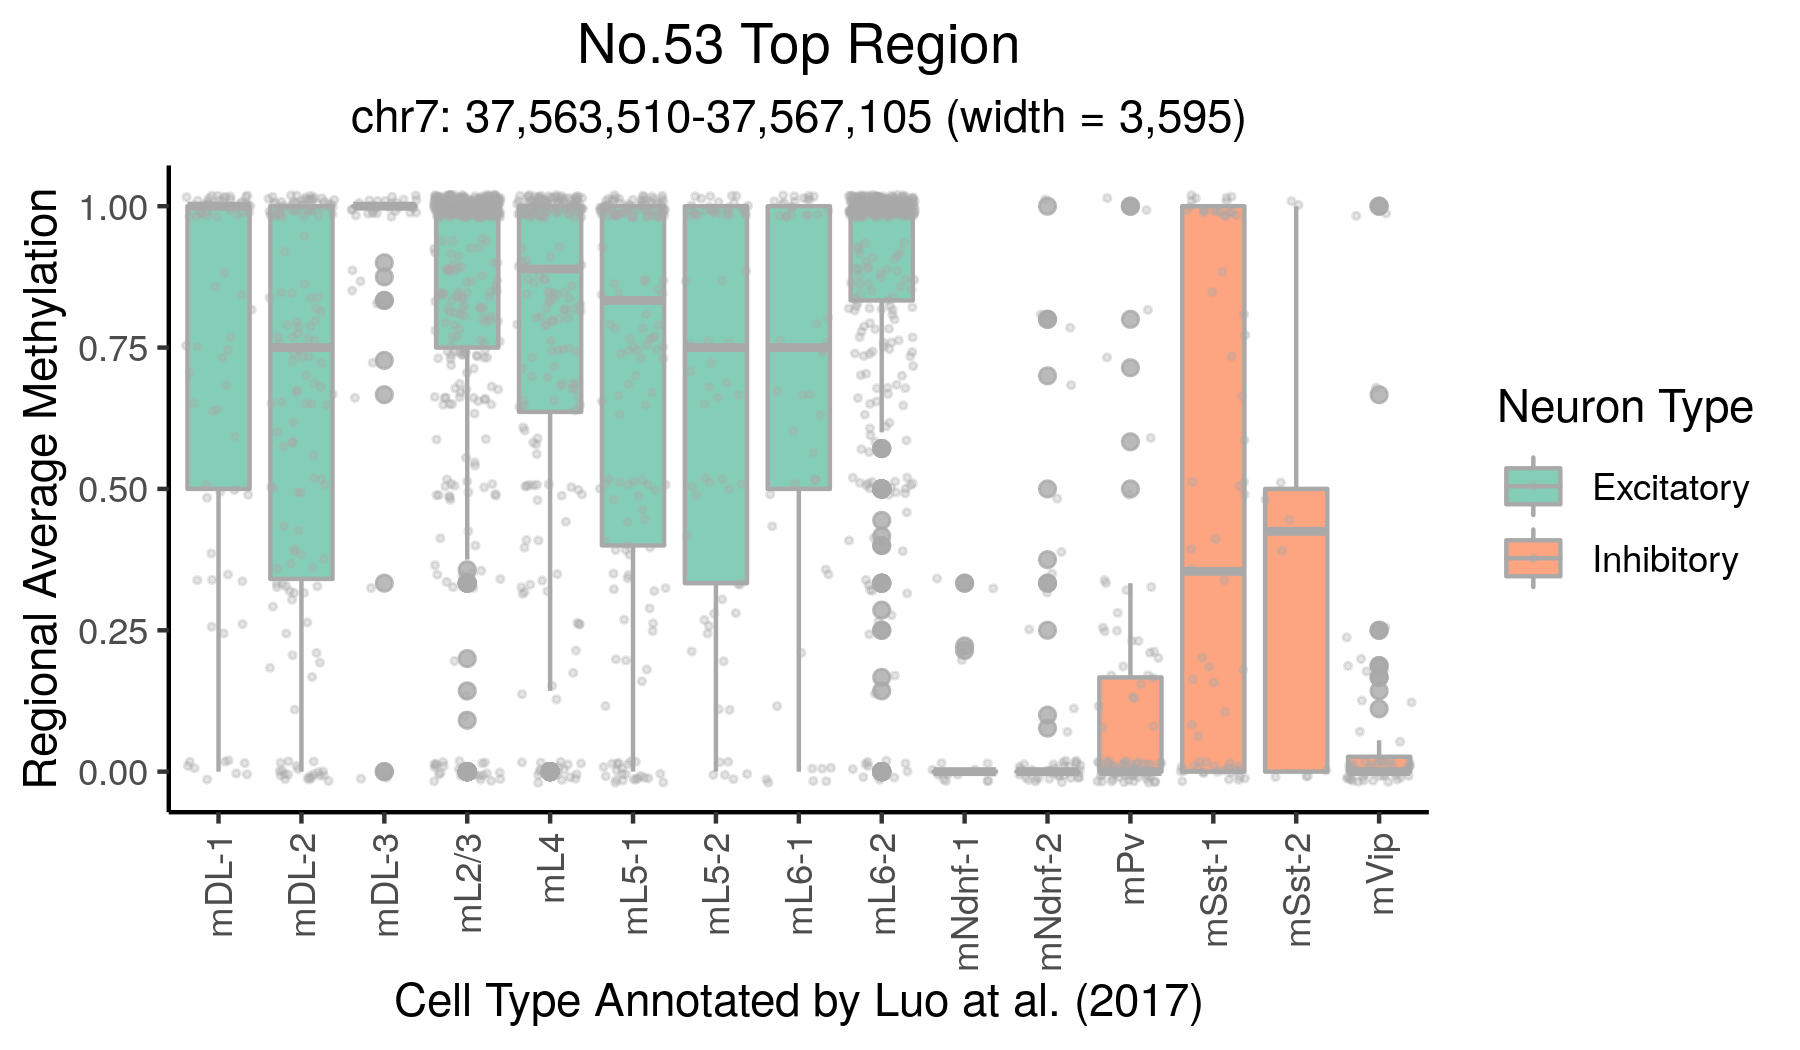 No.53 Top Region
chr7: 37,563,510-37,567,105 (width = 3,595)
Regional Average Methylation
1.00
0.75
0.50
0.25
0.00
mDL-1
mDL-2
mDL-3
mL2/3
mL4
mL5-1
mL5-2
mL6-1
mL6-2
mNdnf-1
mNdnf-2
mPv
mSst-1
mSst-2
mVip
Cell Type Annotated by Luo at al. (2017)
Neuron Type
Excitatory
Inhibitory